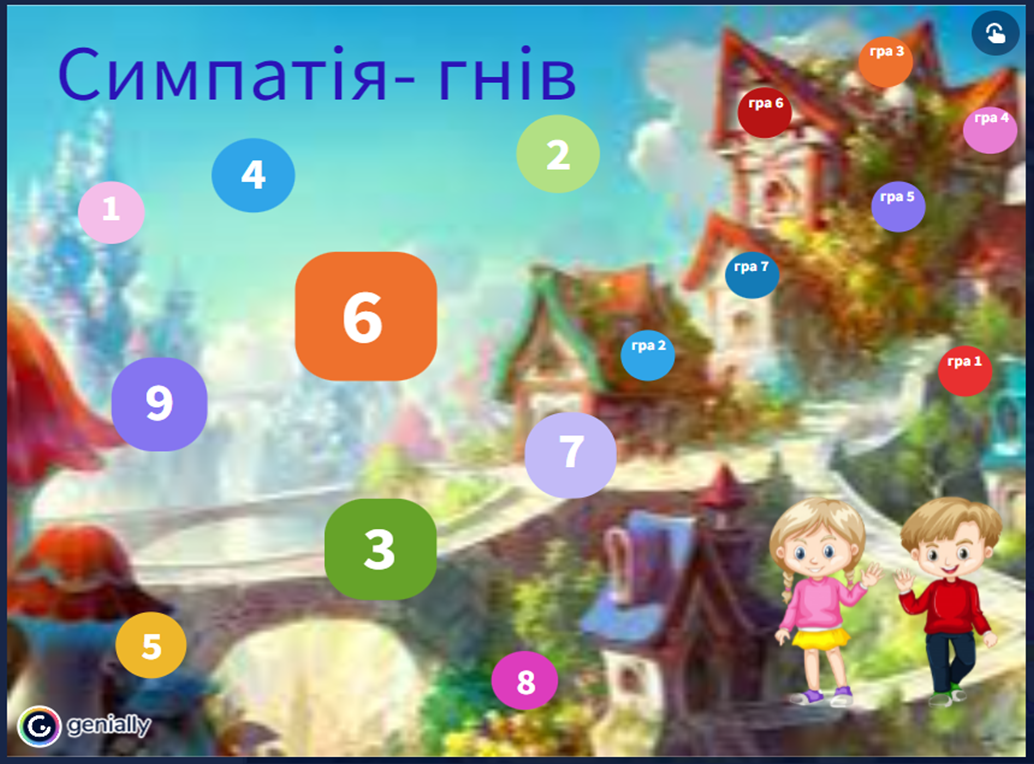 Симпатія- гнів
гра 3
гра 6
гра 4
2
4
1
гра 5
гра 7
6
гра 2
гра 1
9
7
3
5
8
genially